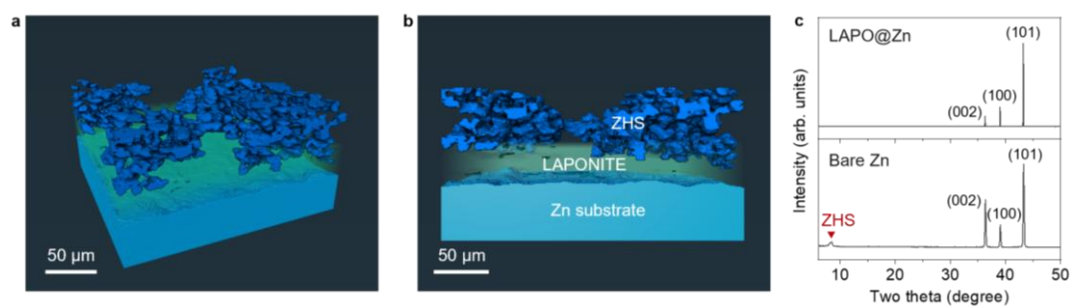 a
50 μm
b
ZHS
LAPONITE
Zn substrate
50 μm
c
Intensity (arb. units)
LAPO@Zn
(002)
(100)
(101)
Bare Zn
ZHS
(002)
(100)
(101)
10 20 30 40 50
Two theta (degree)